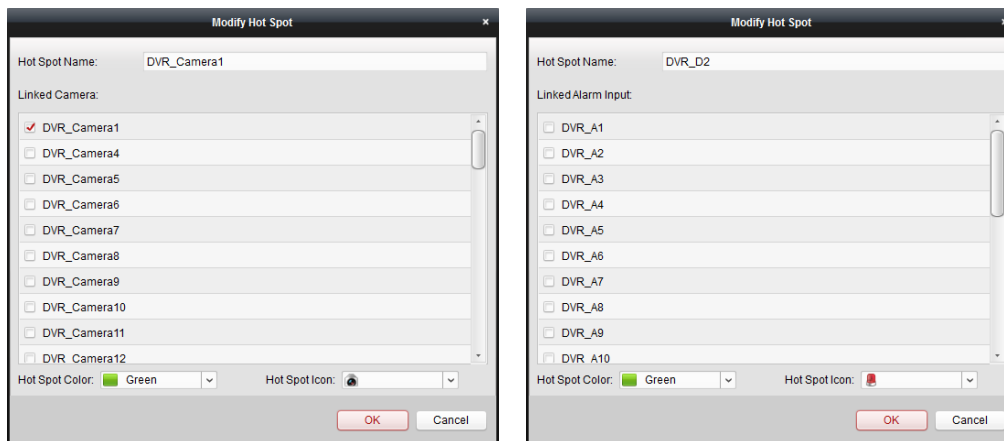 Modify Hot Spot
Hot Spot Name: DVR_Camera1
Linked Camera:
DVR_Camera1
DVR_Camera4
DVR_Camera5
DVR_Camera6
DVR_Camera7
DVR_Camera8
DVR_Camera9
DVR_Camera10
DVR_Camera11
DVR_Camera12
Hot Spot Color: Green Hot Spot Icon:
OK Cancel
Modify Hot Spot
Hot Spot Name: DVR_D2
Linked Alarm Input:
DVR_A1
DVR_A2
DVR_A3
DVR_A4
DVR_A5
DVR_A6
DVR_A7
DVR_A8
DVR_A9
DVR_A10
Hot Spot Color: Green Hot Spot Icon:
OK Cancel